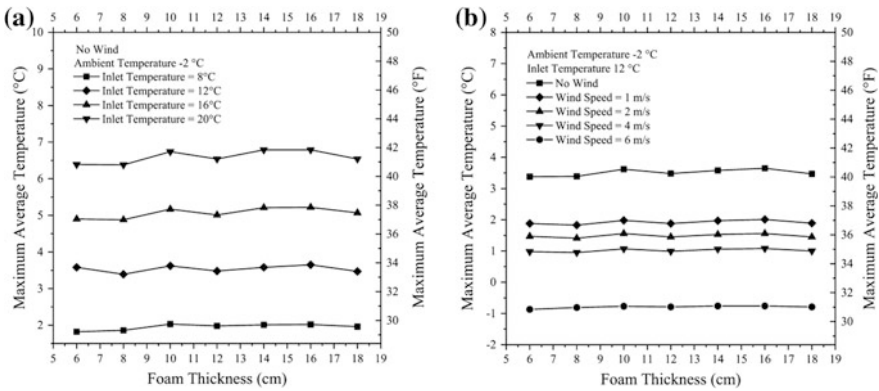 (a)
5 6 7 8 9 10 11 12 13 14 15 16 17 18 19
10
9
8
7
6
5
4
3
2
Maximum Average Temperature (°C)
No Wind
Ambient Temperature -2 °C
Inlet Temperature = 8°C
Inlet Temperature = 12°C
Inlet Temperature = 16°C
Inlet Temperature = 20°C
50
48
46
44
42
40
38
36
34
32
30
Maximum Average Temperature (°F)
5 6 7 8 9 10 11 12 13 14 15 16 17 18 19
Foam Thickness (cm)
(b)
5 6 7 8 9 10 11 12 13 14 15 16 17 18 19
8
7
6
5
4
3
2
1
0
-1
-2
Maximum Average Temperature (°C)
Ambient Temperature -2 °C
Inlet Temperature 12 °C
No Wind
Wind Speed = 1 m/s
Wind Speed = 2 m/s
Wind Speed = 4 m/s
Wind Speed = 6 m/s
50
48
46
44
42
40
38
36
34
32
30
Maximum Average Temperature (°F)
5 6 7 8 9 10 11 12 13 14 15 16 17 18 19
Foam Thickness (cm)